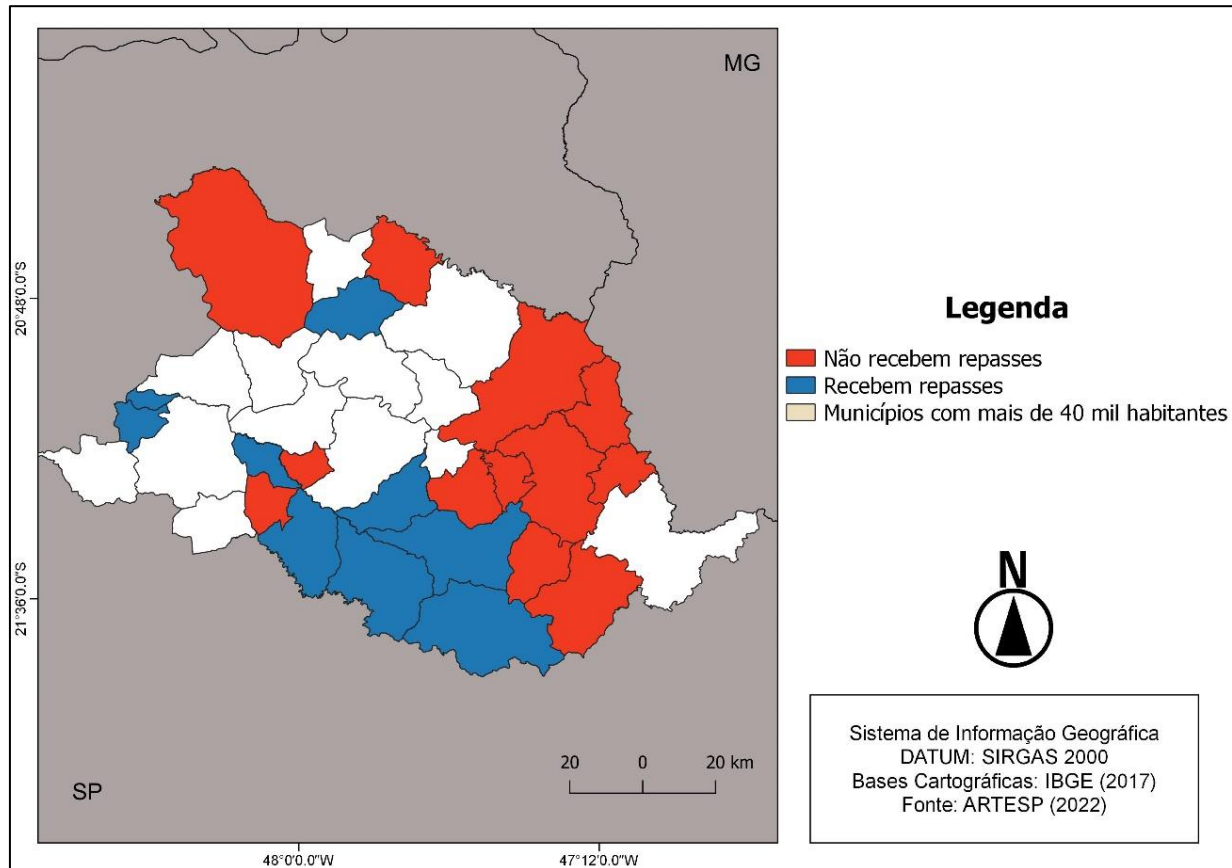 MG
20°48'0.0"S
21°36'0.0"S
SP
20 0 20 km
48°0'0.0"W
47°12'0.0"W
Legenda
Não recebem repasses
Recebem repasses
Municípios com mais de 40 mil habitantes
N
Sistema de Informação Geográfica
DATUM: SIRGAS 2000
Bases Cartográficas: IBGE (2017)
Fonte: ARTESP (2022)